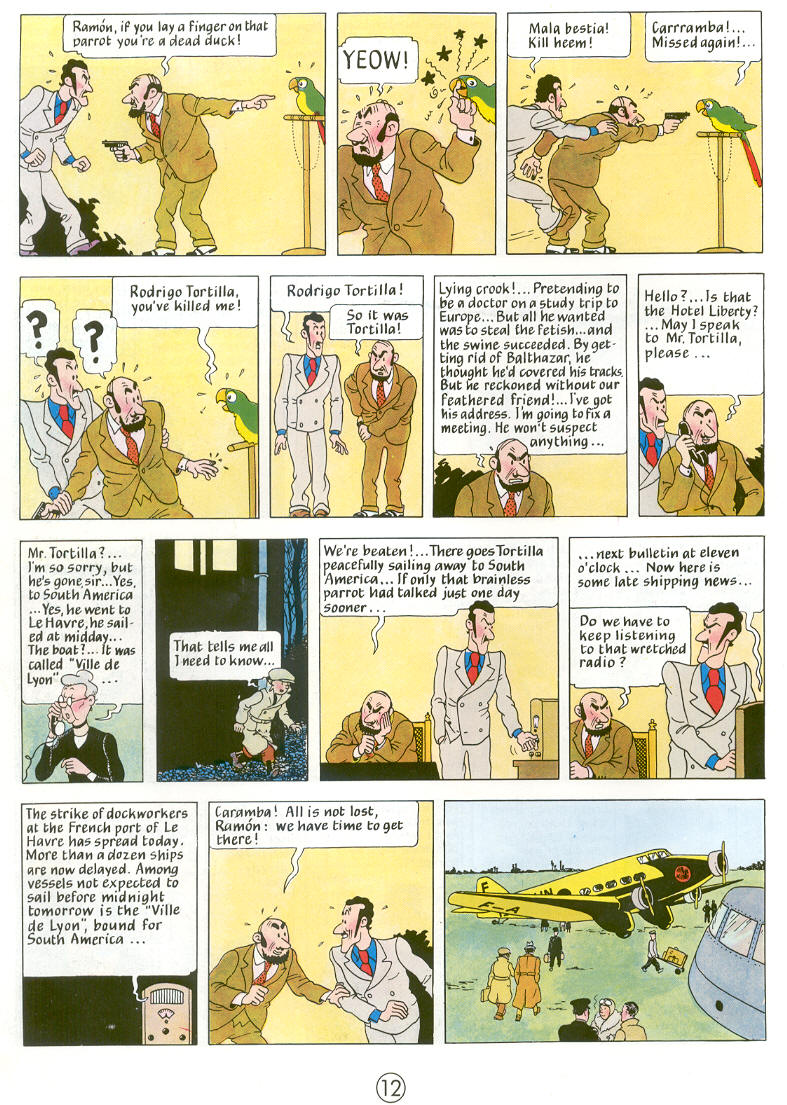 Ramón, if you lay a finger on that
parrot you're a dead duck!
YEOW!
Mala bestia!
Kill heem!
Carrramba!...
Missed again!...
?
?
Rodrigo Tortilla,
you've killed me!
Rodrigo Tortilla!
So it was
Tortilla!
Lying crook!... Pretending to
be a doctor on a study trip to
Europe... But all he wanted
was to steal the fetish...and
the swine succeeded. By get-
ting rid of Balthazar, he
thought he'd covered his tracks.
But he reckoned without our
feathered friend!... I've got
his address. I'm going to fix a
meeting. He won't suspect
anything...
Hello?...Is that
the Hotel Liberty?
...May I speak
to Mr. Tortilla,
please...
Mr. Tortilla?...
I'm so sorry, but
he's gone, sir...Yes,
to South America
...Yes, he went to
Le Havre, he sail-
ed at midday...
The boat?... It was
called "Ville de
Lyon" ...
That tells me all
I need to know...
We're beaten!...There goes Tortilla
peacefully sailing away to South
America... If only that brainless
parrot had talked just one day
sooner...
...next bulletin at eleven
o'clock... Now here is
some late shipping news...
Do we have to
keep listening
to that wretched
radio?
The strike of dockworkers
at the French port of Le
Havre has spread today.
More than a dozen ships
are now delayed. Among
vessels not expected to
sail before midnight
tomorrow is the "Ville
de Lyon", bound for
South America...
Caramba! All is not lost,
Ramón: we have time to get
there!
F
F-A
12